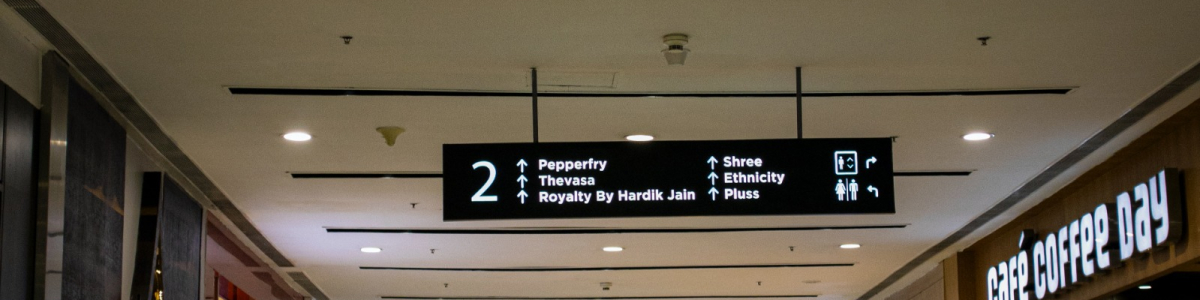 2
Pepperfry
Thevasa
Royalty By Hardik Jain
Shree
Ethnicity
Pluss
Café Coffee Day